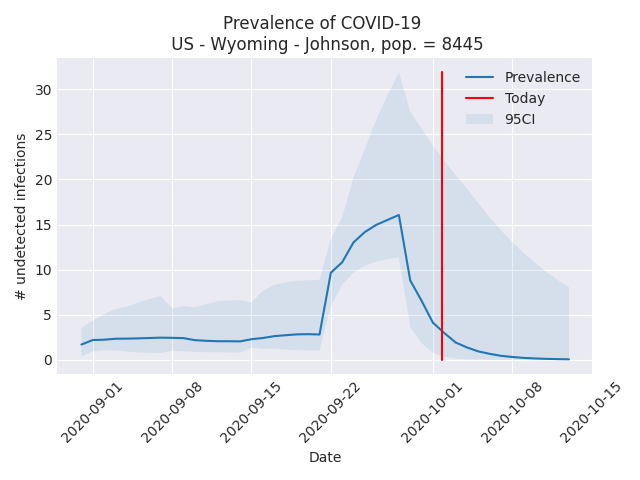 Prevalence of COVID-19
US - Wyoming - Johnson, pop. = 8445
Prevalence
Today
95CI
# undetected infections
30
25
20
15
10
5
0
2020-09-01
2020-09-08
2020-09-15
2020-09-22
2020-10-01
2020-10-08
2020-10-15
Date